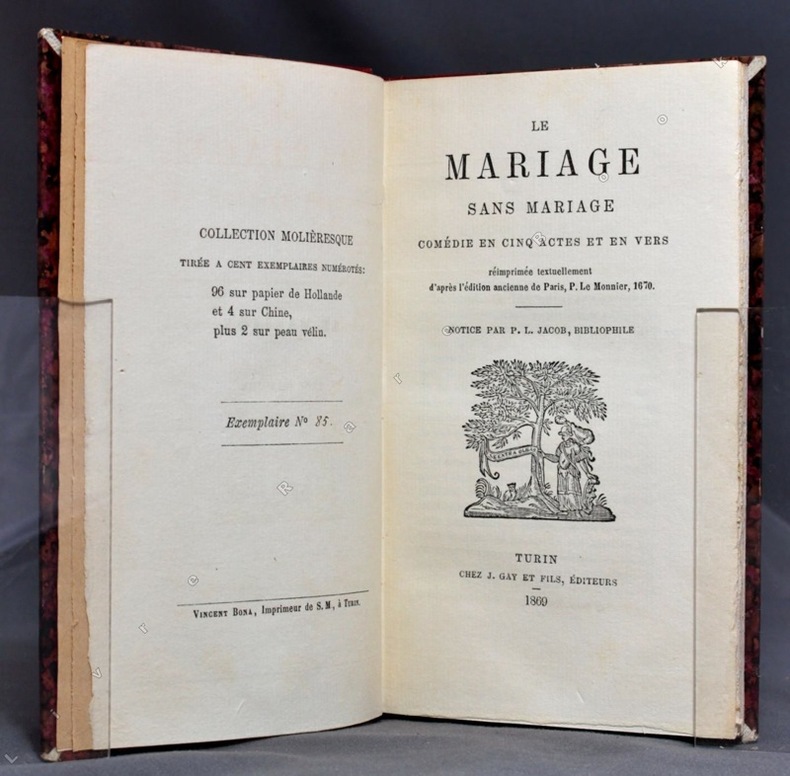 COLLECTION MOLIÈRESQUE
TIRÉE A CENT EXEMPLAIRES NUMÉROTÉS:
96 sur papier de Hollande
et 4 sur Chine,
plus 2 sur peau vélin.
Exemplaire Nº 85.
VINCENT BONA, Imprimeur de S. M., à TURIN.
LE
MARIAGE
SANS MARIAGE
COMÉDIE EN CINQ ACTES ET EN VERS
réimprimée textuellement
d'après l'édition ancienne de Paris, P. Le Monnier, 1670.
NOTICE PAR P. L. JACOB, BIBLIOPHILE
TURIN
CHEZ J. GAY ET FILS, ÉDITEURS
1869